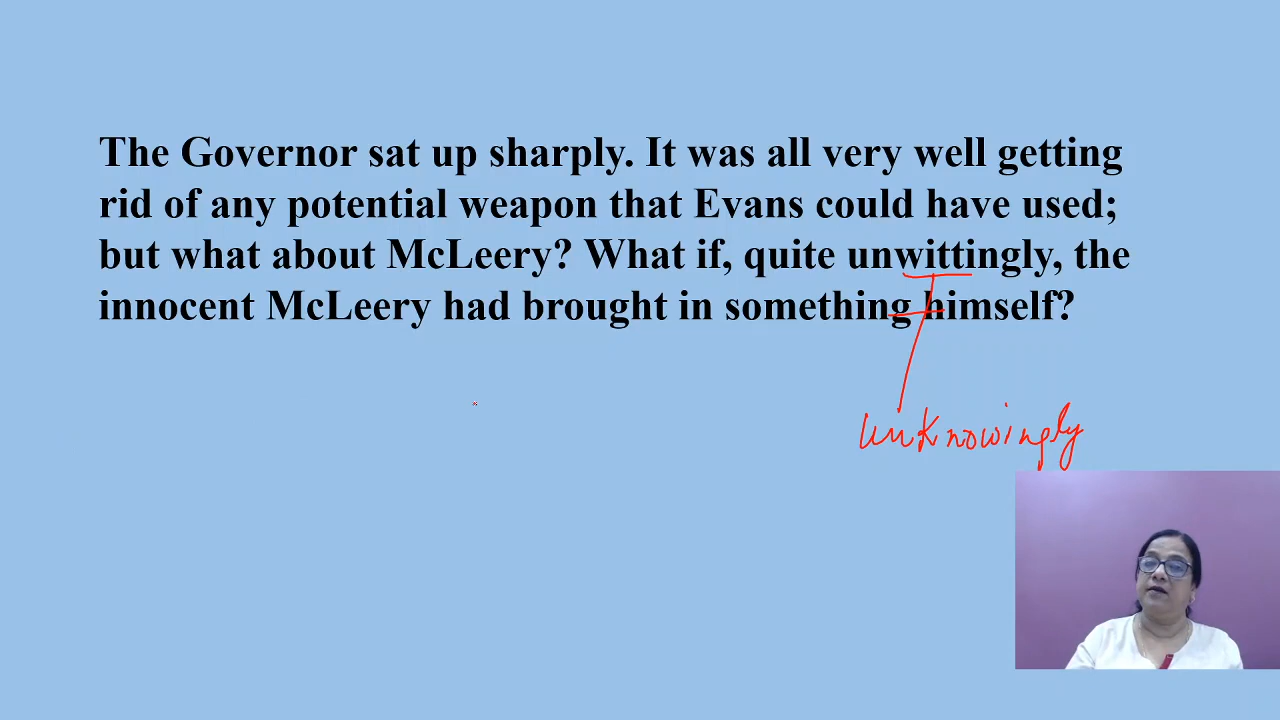 The Governor sat up sharply. It was all very well getting
rid of any potential weapon that Evans could have used;
but what about McLeery? What if, quite unwittingly, the
innocent McLeery had brought in something himself?
unknowingly